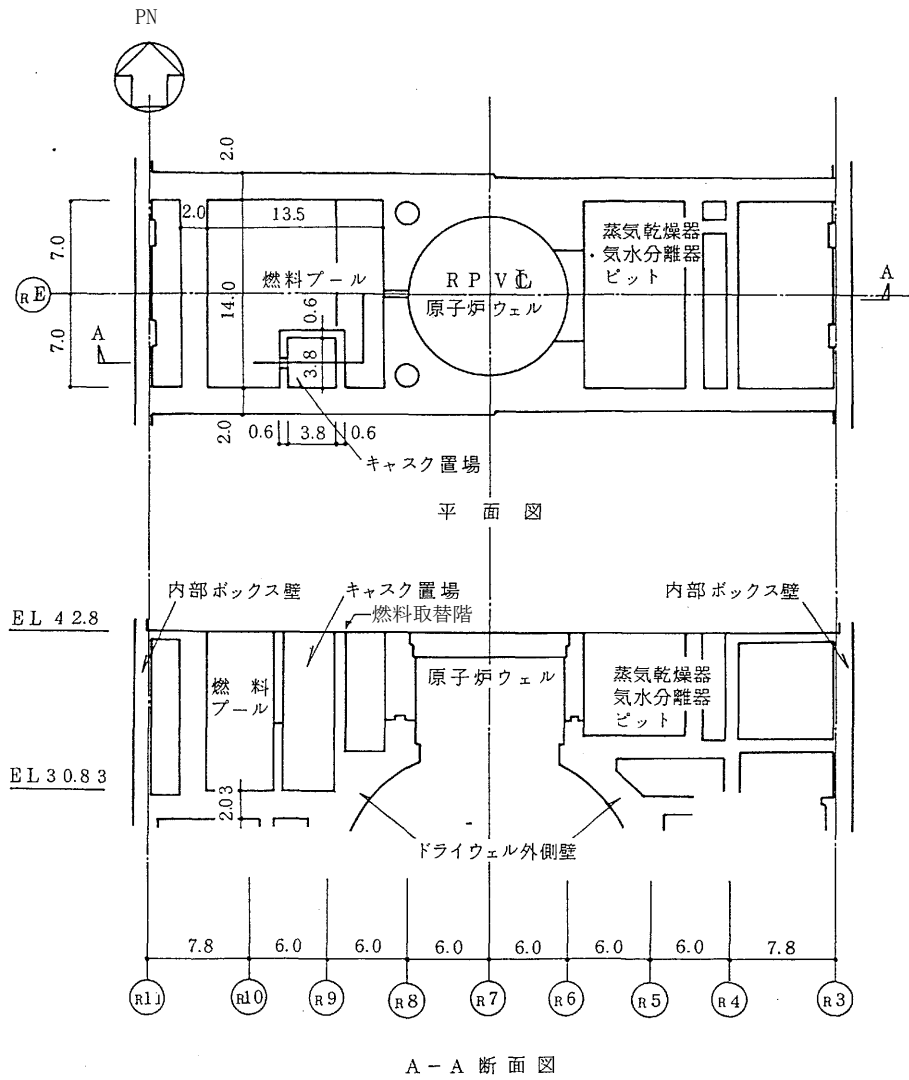 PN
2.0
2.0
13.5
7.0
14.0
7.0
燃料プール
0.6
3.8
RPV℄
原子炉ウェル
蒸気乾燥器
・気水分離器
ピット
RE
A
A
2.0
0.6
3.8
0.6
キャスク置場
平面図
内部ボックス壁
キャスク置場
燃料取替階
内部ボックス壁
EL 42.8
燃料
プール
原子炉ウェル
蒸気乾燥器
気水分離器
ピット
EL30.83
2.03
ドライウェル外側壁
7.8
6.0
6.0
6.0
6.0
6.0
6.0
7.8
R11
R10
R9
R8
R7
R6
R5
R4
R3
A-A断面図